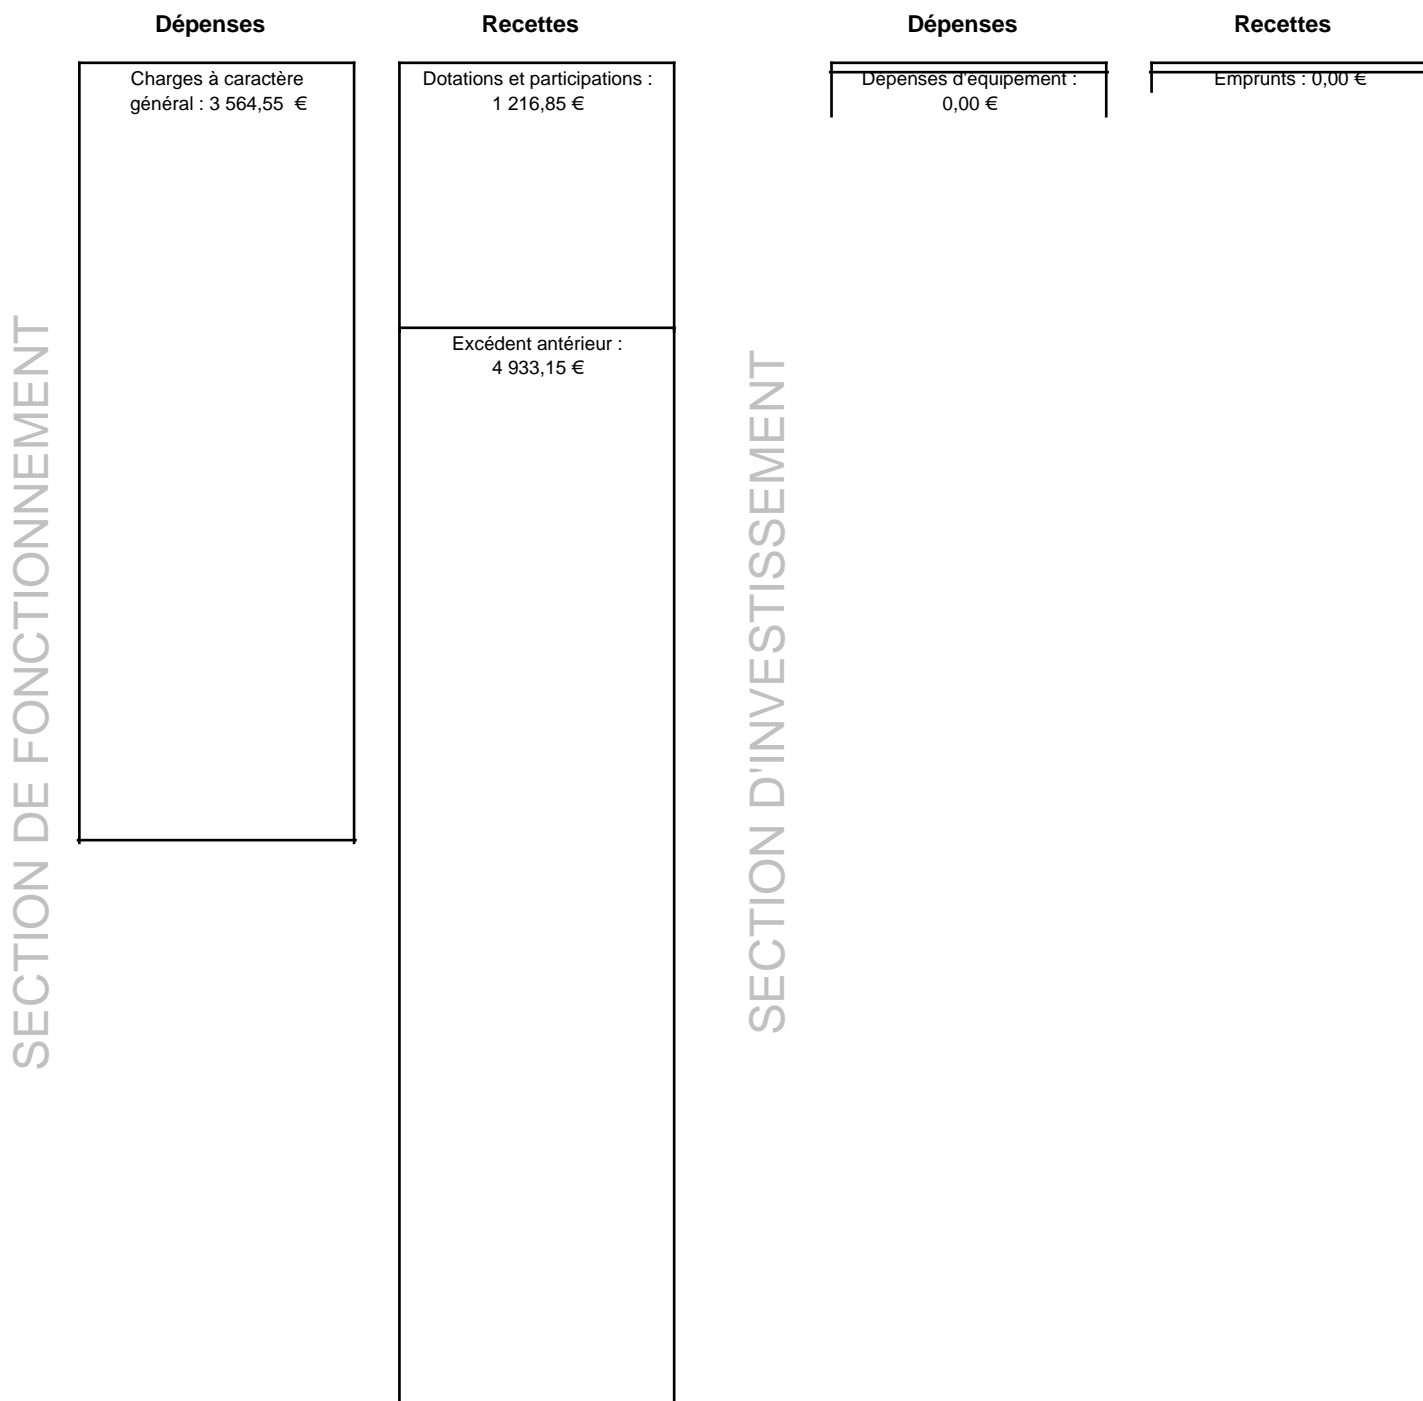 Dépenses
Recettes
Charges à caractère
général : 3 564,55 €
Dotations et participations :
1 216,85 €
Excédent antérieur :
4 933,15 €
SECTION DE FONCTIONNEMENT
Dépenses
Recettes
Dépenses d'équipement :
0,00 €
Emprunts : 0,00 €
SECTION D'INVESTISSEMENT